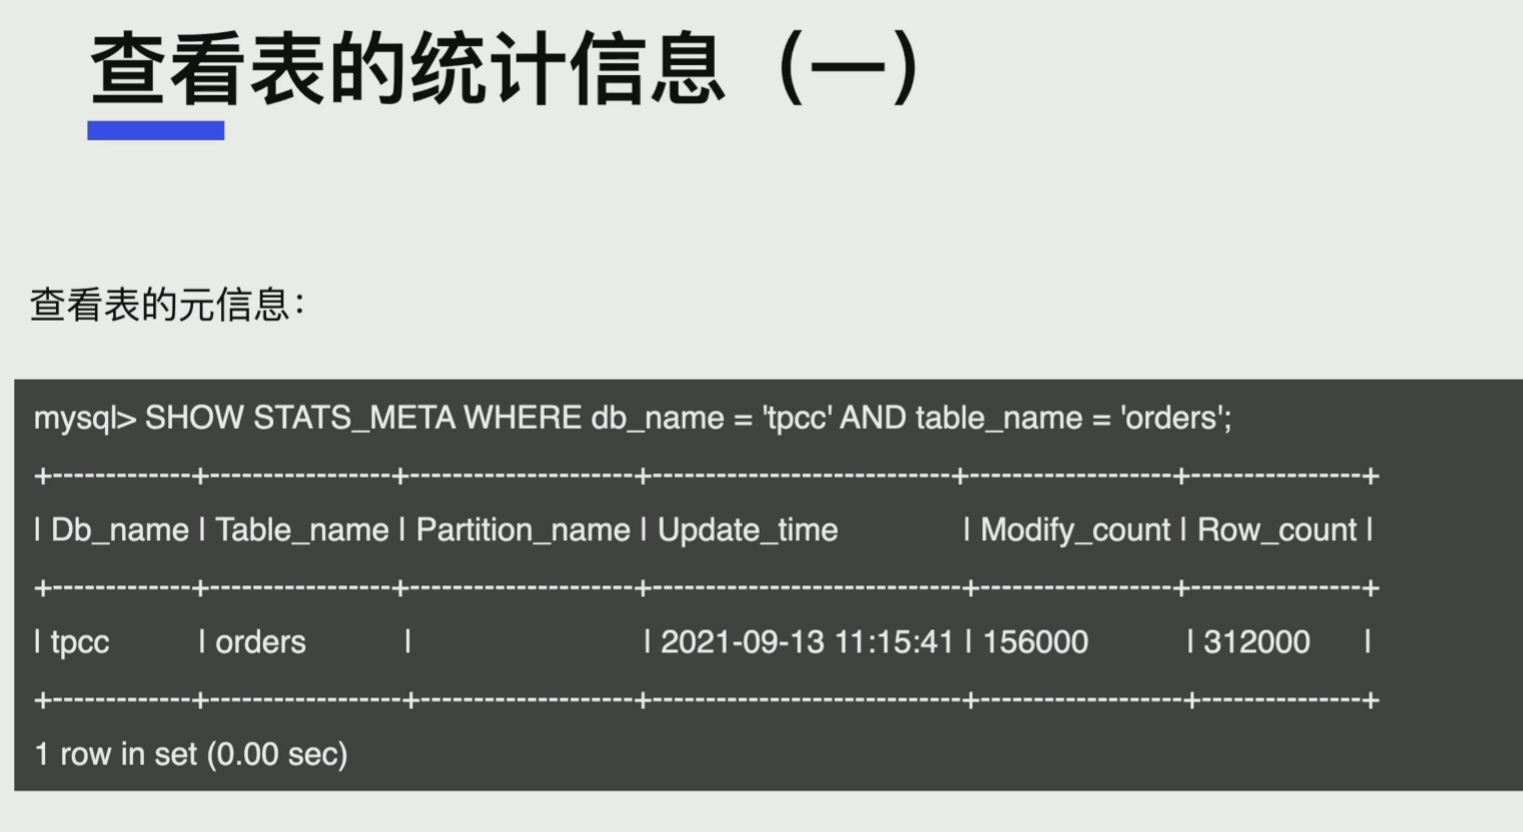 查看表的统计信息（一）
查看表的元信息：
mysql> SHOW STATS_META WHERE db_name = 'tpcc' AND table_name = 'orders';
+-------------+-----------------+---------------------+----------------------------+-------------------+----------------+
| Db_name | Table_name | Partition_name | Update_time | Modify_count | Row_count |
+-------------+-----------------+---------------------+-----------------------------+------------------+----------------+
| tpcc | orders | | 2021-09-13 11:15:41 | 156000 | 312000 |
+-------------+------------------+--------------------+-----------------------------+-------------------+---------------+
1 row in set (0.00 sec)